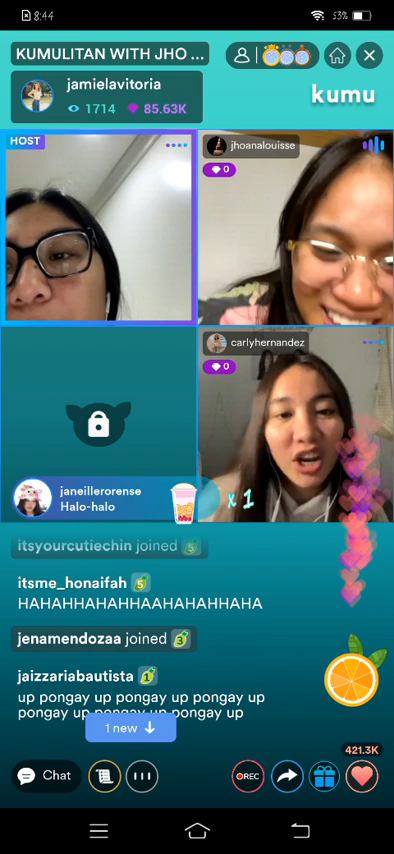 8:44
53%
KUMULITAN WITH JHO ...
jamielavitoria
1714
85.63K
kumu
HOST
jhoanalouisse
0
carlyhernandez
0
janeillerorense
Halo-halo
x 1
itsyourcutiechin joined 5
itsme_honaifah 5
HAHAHHAHAHHAAHAHAHHAHA
jenamendozaa joined 3
jaizzariabautista 1
up pongay up pongay up pongay up
pongay up pongay up pongay up
1 new
421.3K
Chat
REC